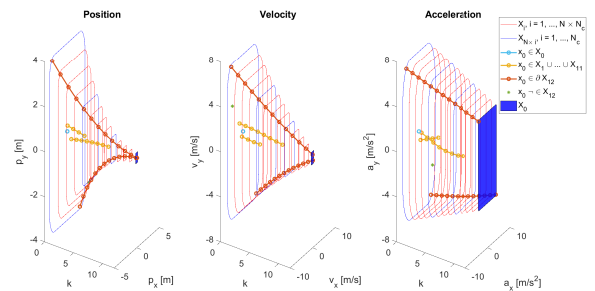 Position
Velocity
Acceleration
X_i, i = 1, ..., N × N_c
X_{N×i}, i = 1, ..., N_c
x_0 ∈ X_0
x_0 ∈ X_1 ∪ ... ∪ X_11
x_0 ∈ ∂ X_12
x_0 ¬ ∈ X_12
X_0
p_y [m]
4
2
0
-2
-4
0
5
10
k
-5
0
5
p_x [m]
v_y [m/s]
8
4
0
-4
-8
0
5
10
k
-10
0
10
v_x [m/s]
a_y [m/s²]
8
4
0
-4
-8
0
5
10
k
-10
0
10
a_x [m/s²]